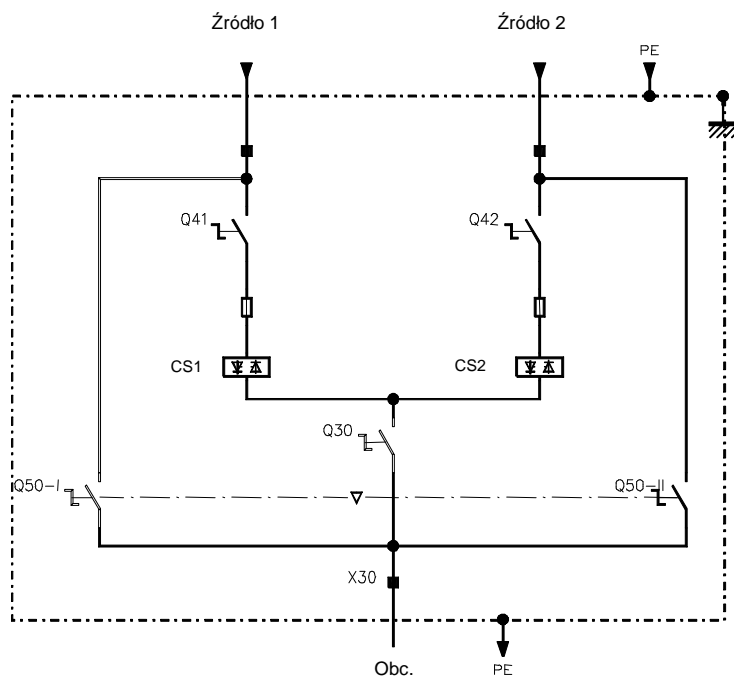 Źródło 1
Źródło 2
PE
Q41
Q42
CS1
CS2
Q30
Q50-I
Q50-II
X30
Obc.
PE